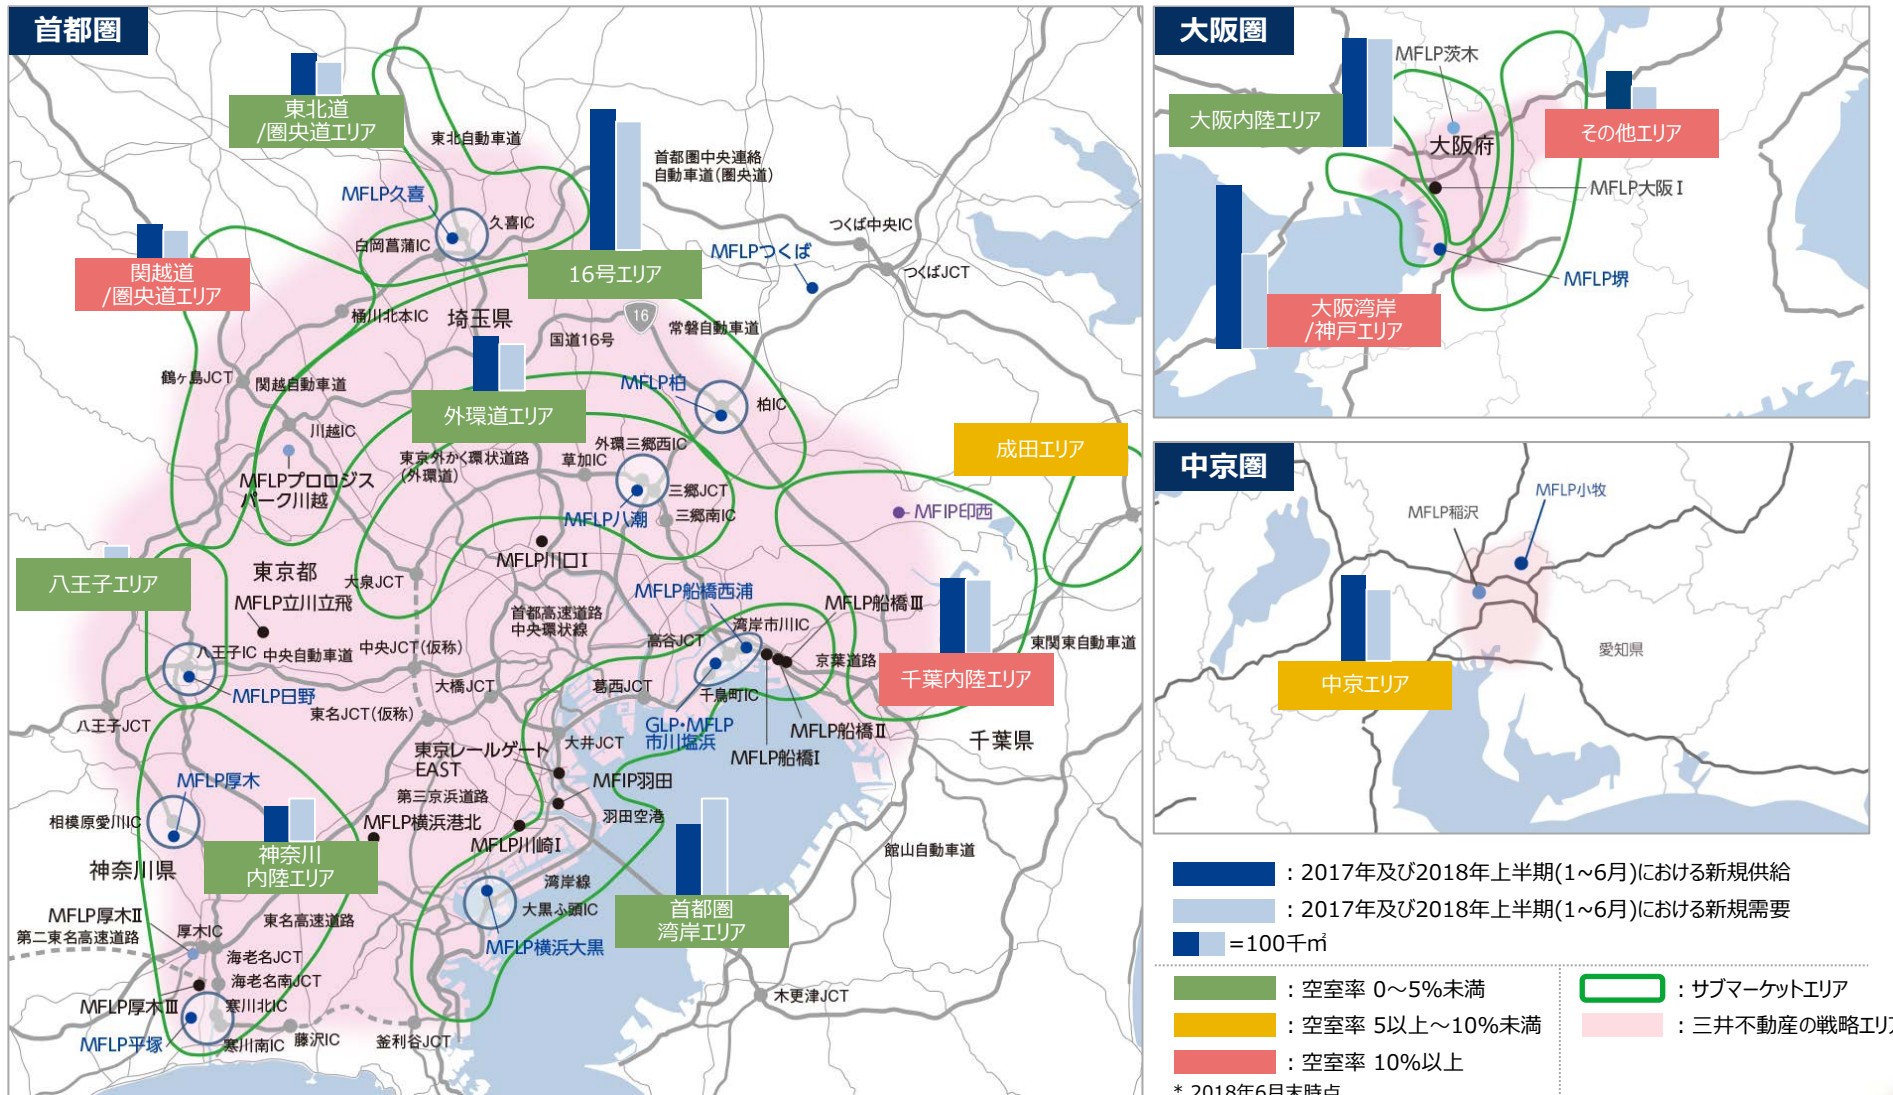 首都圏
東北道
/圏央道エリア
東北自動車道
首都圏中央連絡
自動車道(圏央道)
MFLP久喜
久喜IC
白岡菖蒲IC
つくば中央IC
MFLPつくば
つくばJCT
関越道
/圏央道エリア
16号エリア
桶川北本IC
埼玉県
16
国道16号
常磐自動車道
鶴ヶ島JCT
関越自動車道
MFLP柏
柏IC
外環道エリア
川越IC
外環三郷西IC
成田エリア
東京外かく環状道路
(外環道)
草加IC
MFLPプロロジス
パーク川越
三郷JCT
MFLP八潮
三郷南IC
MFIP印西
MFLP川口Ⅰ
八王子エリア
東京都
大泉JCT
MFLP立川立飛
首都高速道路
中央環状線
MFLP船橋西浦
MFLP船橋Ⅲ
湾岸市川IC
高谷JCT
八王子IC
中央自動車道
中央JCT(仮称)
京葉道路
東関東自動車道
千葉内陸エリア
MFLP日野
大橋JCT
葛西JCT
千鳥町IC
八王子JCT
東名JCT(仮称)
GLP・MFLP
市川塩浜
MFLP船橋Ⅱ
大井JCT
MFLP船橋Ⅰ
千葉県
東京レールゲート
EAST
MFLP厚木
MFIP羽田
第三京浜道路
羽田空港
相模原愛川IC
MFLP横浜港北
MFLP川崎Ⅰ
神奈川
内陸エリア
神奈川県
館山自動車道
湾岸線
大黒ふ頭IC
首都圏
湾岸エリア
MFLP厚木Ⅱ
東名高速道路
第二東名高速道路
厚木IC
MFLP横浜大黒
海老名JCT
海老名南JCT
MFLP厚木Ⅲ
寒川北IC
木更津JCT
MFLP平塚
寒川南IC
藤沢IC
釜利谷JCT
大阪圏
MFLP茨木
大阪内陸エリア
その他エリア
大阪府
MFLP大阪Ⅰ
MFLP堺
大阪湾岸
/神戸エリア
中京圏
MFLP小牧
MFLP稲沢
愛知県
中京エリア
：2017年及び2018年上半期(1~6月)における新規供給
：2017年及び2018年上半期(1~6月)における新規需要
=100千㎡
：空室率 0～5%未満
：空室率 5以上～10%未満
：空室率 10%以上
：サブマーケットエリア
：三井不動産の戦略エリア
* 2018年6月末時点